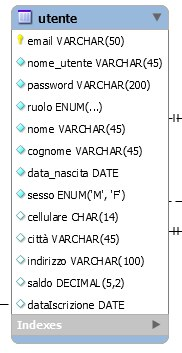 utente
email VARCHAR(50)
nome_utente VARCHAR(45)
password VARCHAR(200)
ruolo ENUM(...)
nome VARCHAR(45)
cognome VARCHAR(45)
data_nascita DATE
sesso ENUM('M', 'F')
cellulare CHAR(14)
città VARCHAR(45)
indirizzo VARCHAR(100)
saldo DECIMAL(5,2)
dataIscrizione DATE
Indexes